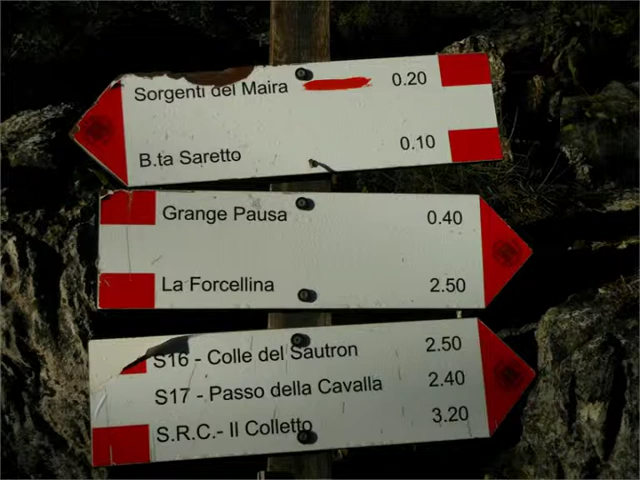 Sorgenti del Maira 0.20
B.ta Saretto 0.10
Grange Pausa 0.40
La Forcellina 2.50
S16 - Colle del Sautron 2.50
S17 - Passo della Cavalla 2.40
S.R.C.- Il Colletto 3.20